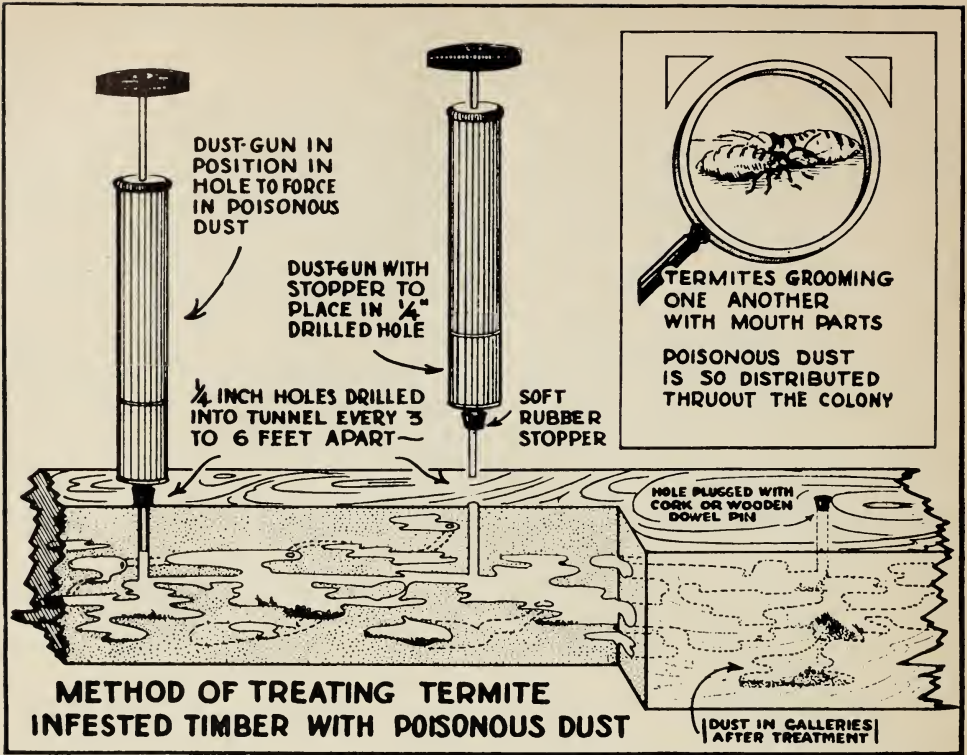 DUST-GUN IN
POSITION IN
HOLE TO FORCE
IN POISONOUS
DUST
DUST-GUN WITH
STOPPER TO
PLACE IN 1/4"
DRILLED HOLE
1/4 INCH HOLES DRILLED
INTO TUNNEL EVERY 3
TO 6 FEET APART~
SOFT
RUBBER
STOPPER
TERMITES GROOMING
ONE ANOTHER
WITH MOUTH PARTS
POISONOUS DUST
IS SO DISTRIBUTED
THRUOUT THE COLONY
HOLE PLUGGED WITH
CORK OR WOODEN
DOWEL PIN
METHOD OF TREATING TERMITE
INFESTED TIMBER WITH POISONOUS DUST
DUST IN GALLERIES
AFTER TREATMENT